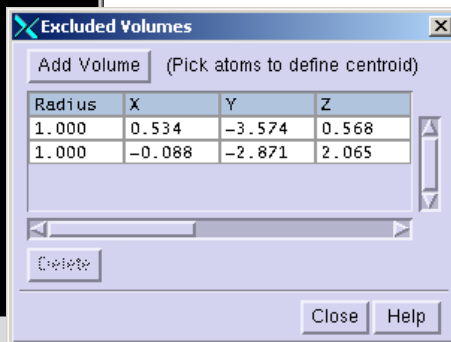 Excluded Volumes
Add Volume (Pick atoms to define centroid)
Radius X Y Z
1.000 0.534 -3.574 0.568
1.000 -0.088 -2.871 2.065
Delete
Close Help